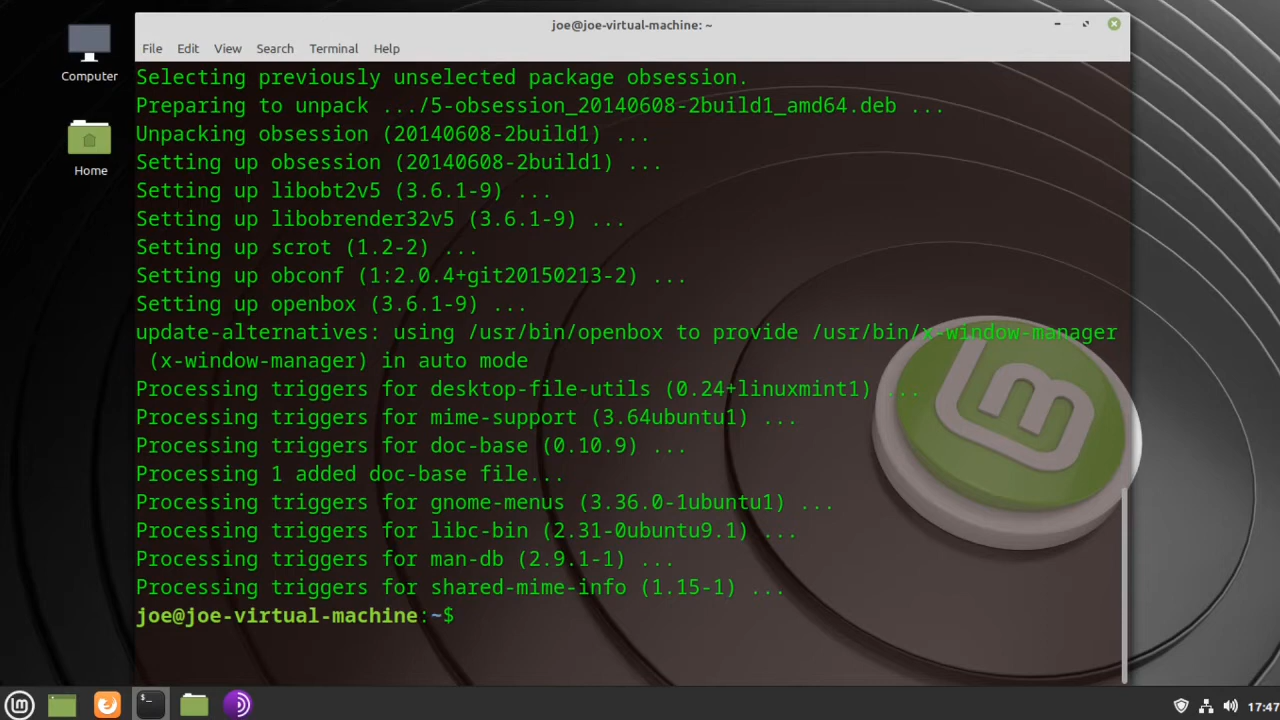 joe@joe-virtual-machine: ~
File Edit View Search Terminal Help
Computer
Home
Selecting previously unselected package obsession.
Preparing to unpack .../5-obsession_20140608-2build1_amd64.deb ...
Unpacking obsession (20140608-2build1) ...
Setting up obsession (20140608-2build1) ...
Setting up libobt2v5 (3.6.1-9) ...
Setting up libobrender32v5 (3.6.1-9) ...
Setting up scrot (1.2-2) ...
Setting up obconf (1:2.0.4+git20150213-2) ...
Setting up openbox (3.6.1-9) ...
update-alternatives: using /usr/bin/openbox to provide /usr/bin/x-window-manager
 (x-window-manager) in auto mode
Processing triggers for desktop-file-utils (0.24+linuxmint1) ...
Processing triggers for mime-support (3.64ubuntu1) ...
Processing triggers for doc-base (0.10.9) ...
Processing 1 added doc-base file...
Processing triggers for gnome-menus (3.36.0-1ubuntu1) ...
Processing triggers for libc-bin (2.31-0ubuntu9.1) ...
Processing triggers for man-db (2.9.1-1) ...
Processing triggers for shared-mime-info (1.15-1) ...
joe@joe-virtual-machine:~$
17:47